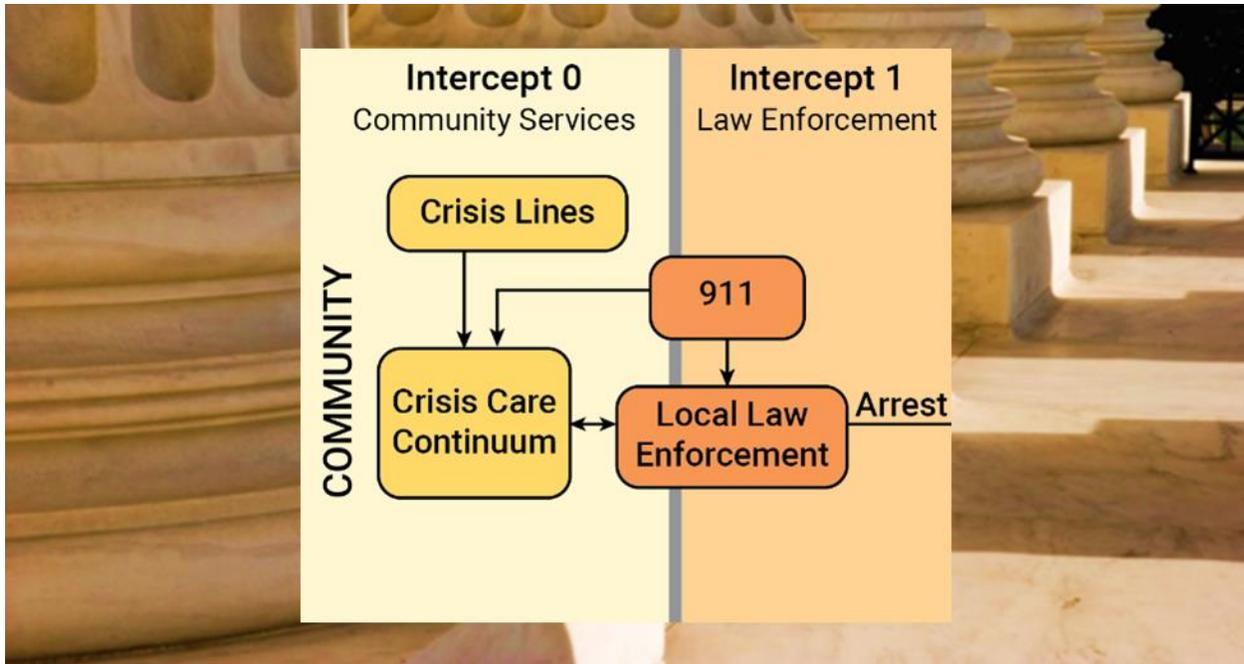 Intercept 0
Community Services
Intercept 1
Law Enforcement
COMMUNITY
Crisis Lines
911
Crisis Care
Continuum
Local Law
Enforcement
Arrest